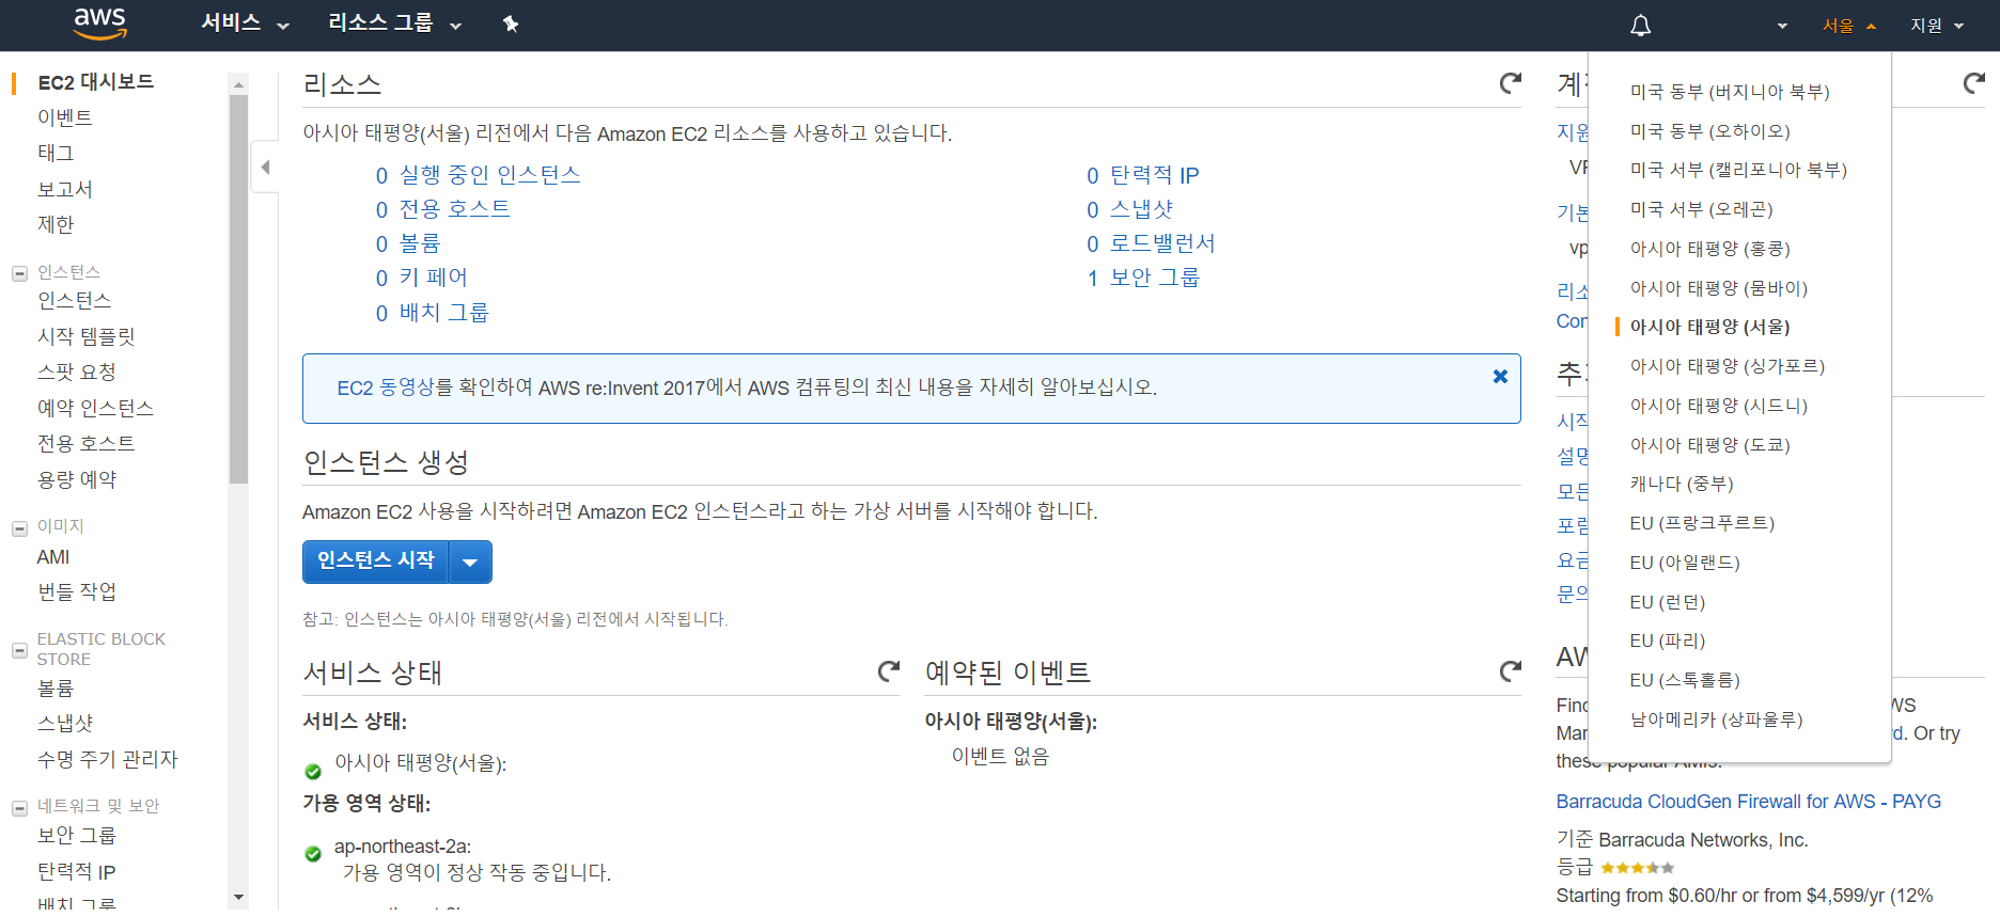 aws
서비스
리소스 그룹
서울
지원
EC2 대시보드
이벤트
태그
보고서
제한
인스턴스
인스턴스
시작 템플릿
스팟 요청
예약 인스턴스
전용 호스트
용량 예약
이미지
AMI
번들 작업
ELASTIC BLOCK
STORE
볼륨
스냅샷
수명 주기 관리자
네트워크 및 보안
보안 그룹
탄력적 IP
배치 그룹
리소스
아시아 태평양(서울) 리전에서 다음 Amazon EC2 리소스를 사용하고 있습니다.
0 실행 중인 인스턴스
0 전용 호스트
0 볼륨
0 키 페어
0 배치 그룹
0 탄력적 IP
0 스냅샷
0 로드밸런서
1 보안 그룹
EC2 동영상를 확인하여 AWS re:Invent 2017에서 AWS 컴퓨팅의 최신 내용을 자세히 알아보십시오.
인스턴스 생성
Amazon EC2 사용을 시작하려면 Amazon EC2 인스턴스라고 하는 가상 서버를 시작해야 합니다.
인스턴스 시작
참고: 인스턴스는 아시아 태평양(서울) 리전에서 시작됩니다.
서비스 상태
서비스 상태:
아시아 태평양(서울):
가용 영역 상태:
ap-northeast-2a:
가용 영역이 정상 작동 중입니다.
예약된 이벤트
아시아 태평양(서울):
이벤트 없음
미국 동부 (버지니아 북부)
미국 동부 (오하이오)
미국 서부 (캘리포니아 북부)
미국 서부 (오레곤)
아시아 태평양 (홍콩)
아시아 태평양 (뭄바이)
아시아 태평양 (서울)
아시아 태평양 (싱가포르)
아시아 태평양 (시드니)
아시아 태평양 (도쿄)
캐나다 (중부)
EU (프랑크푸르트)
EU (아일랜드)
EU (런던)
EU (파리)
EU (스톡홀름)
남아메리카 (상파울루)
지원
기본
시작
설명
포럼
요금
문의
. Or try
these popular AMIs.
Barracuda CloudGen Firewall for AWS - PAYG
기준 Barracuda Networks, Inc.
등급
Starting from $0.60/hr or from $4,599/yr (12%